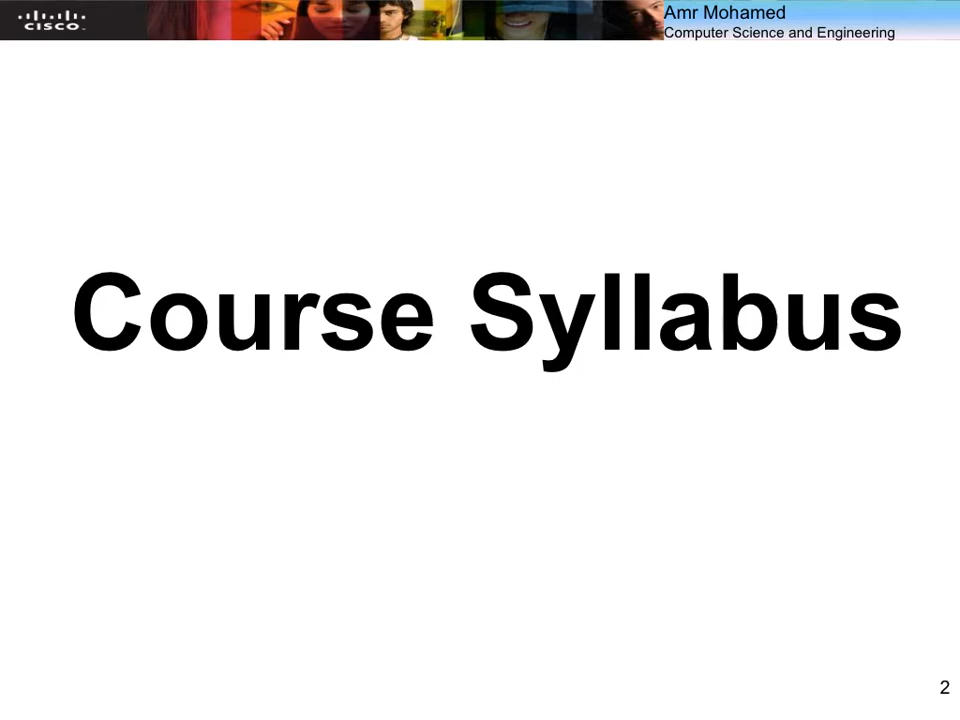 CISCO
Amr Mohamed
Computer Science and Engineering
Course Syllabus
2